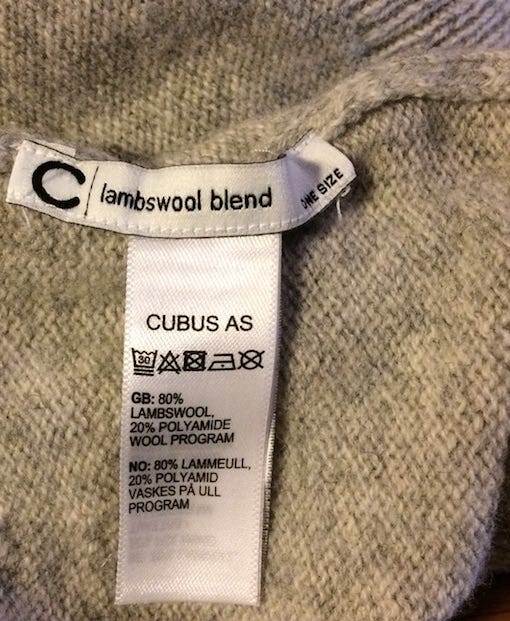 C lambswool blend ONE SIZE
CUBUS AS
30
GB: 80%
LAMBSWOOL,
20% POLYAMIDE
WOOL PROGRAM
NO: 80% LAMMEULL,
20% POLYAMID
VASKES PÅ ULL
PROGRAM